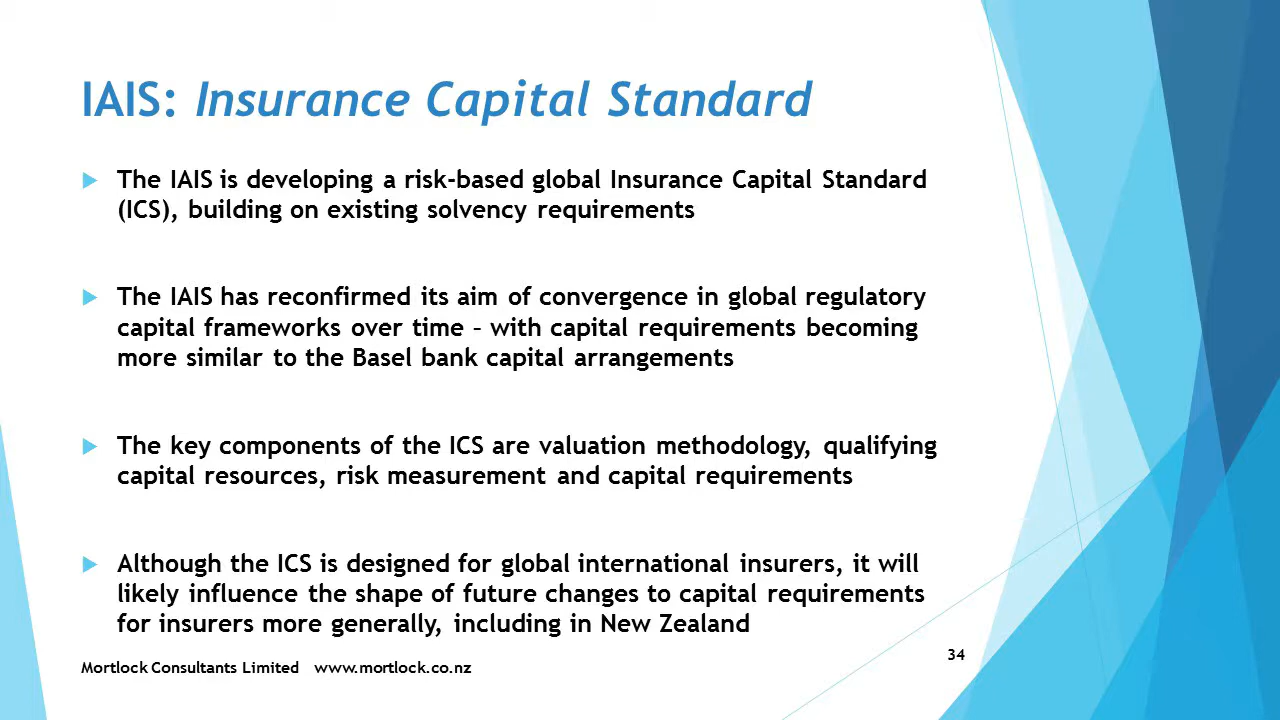 IAIS: Insurance Capital Standard
The IAIS is developing a risk-based global Insurance Capital Standard
(ICS), building on existing solvency requirements
The IAIS has reconfirmed its aim of convergence in global regulatory
capital frameworks over time – with capital requirements becoming
more similar to the Basel bank capital arrangements
The key components of the ICS are valuation methodology, qualifying
capital resources, risk measurement and capital requirements
Although the ICS is designed for global international insurers, it will
likely influence the shape of future changes to capital requirements
for insurers more generally, including in New Zealand
34
Mortlock Consultants Limited www.mortlock.co.nz